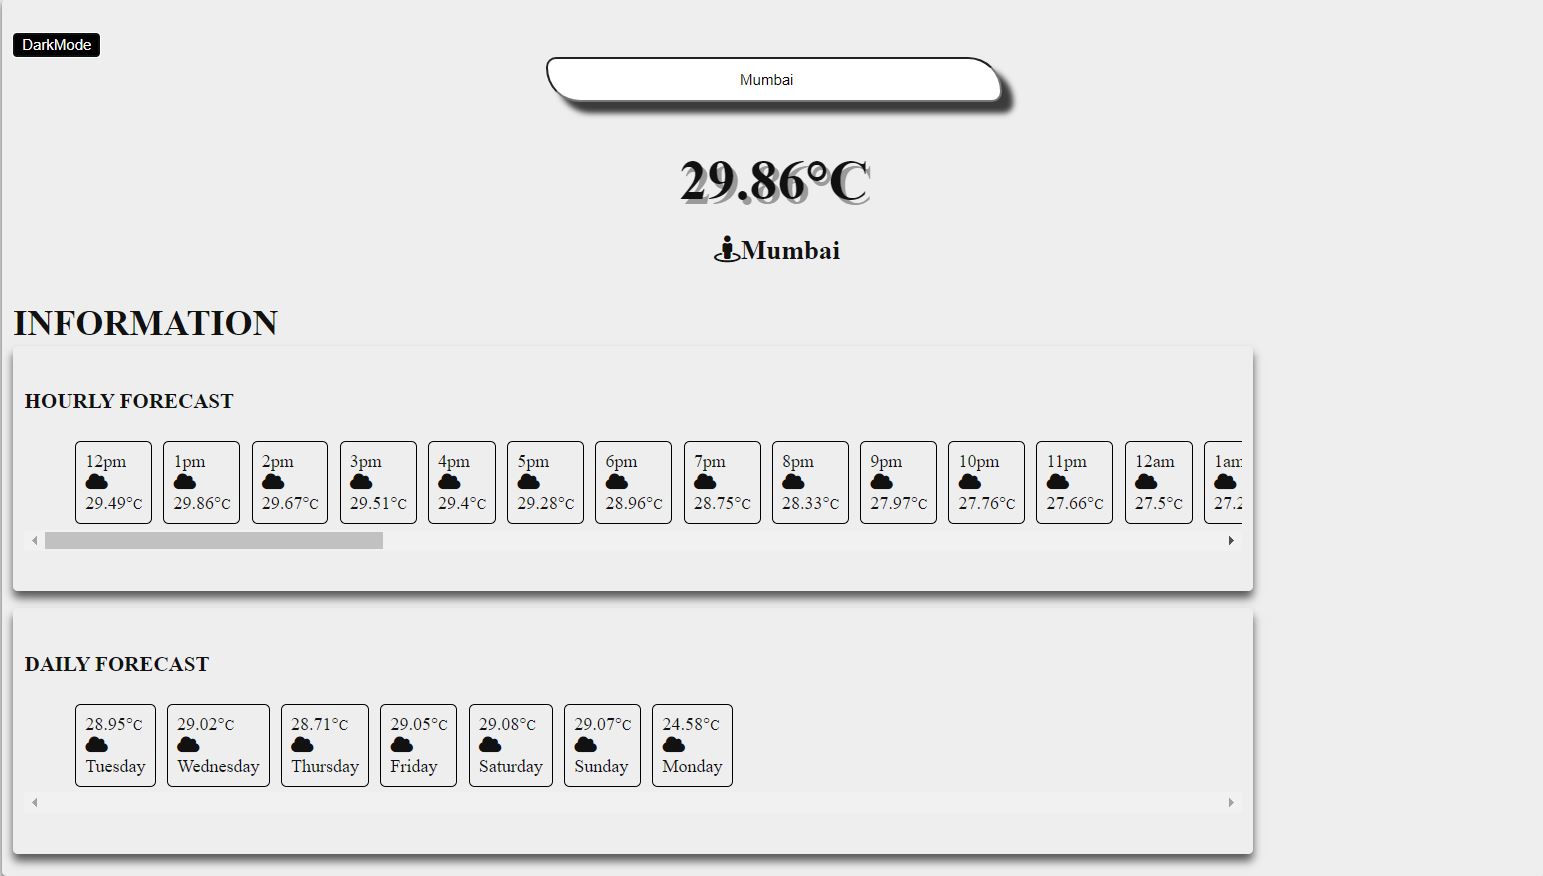 DarkMode
Mumbai
29.86°C
Mumbai
INFORMATION
HOURLY FORECAST
12pm 1pm 2pm 3pm 4pm 5pm 6pm 7pm 8pm 9pm 10pm 11pm 12am 1am
29.49°C 29.86°C 29.67°C 29.51°C 29.4°C 29.28°C 28.96°C 28.75°C 28.33°C 27.97°C 27.76°C 27.66°C 27.5°C 27.2
DAILY FORECAST
28.95°C 29.02°C 28.71°C 29.05°C 29.08°C 29.07°C 24.58°C
Tuesday Wednesday Thursday Friday Saturday Sunday Monday